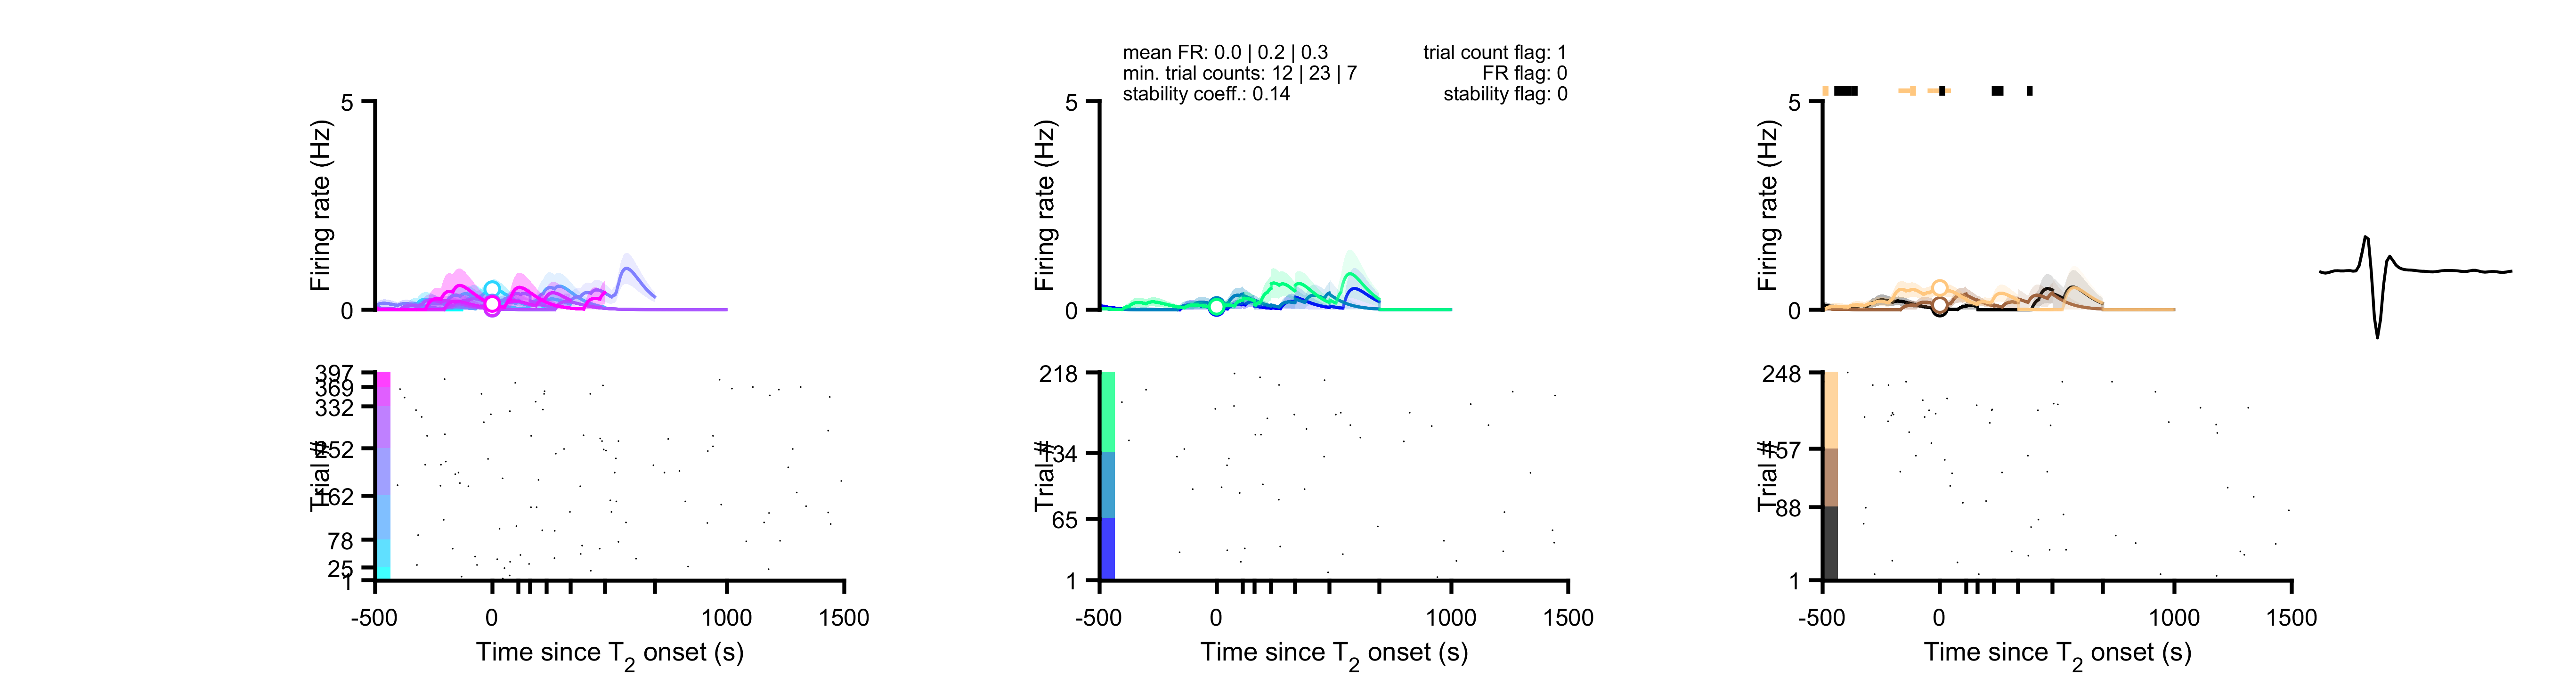 mean FR: 0.0 | 0.2 | 0.3
min. trial counts: 12 | 23 | 7
stability coeff.: 0.14
trial count flag: 1
FR flag: 0
stability flag: 0
5
0
Firing rate (Hz)
397
369
332
252
162
78
25
1
Trial #
-500
0
1000
1500
Time since T2 onset (s)
5
0
Firing rate (Hz)
218
134
65
1
Trial #
-500
0
1000
1500
Time since T2 onset (s)
5
0
Firing rate (Hz)
248
157
88
1
Trial #
-500
0
1000
1500
Time since T2 onset (s)